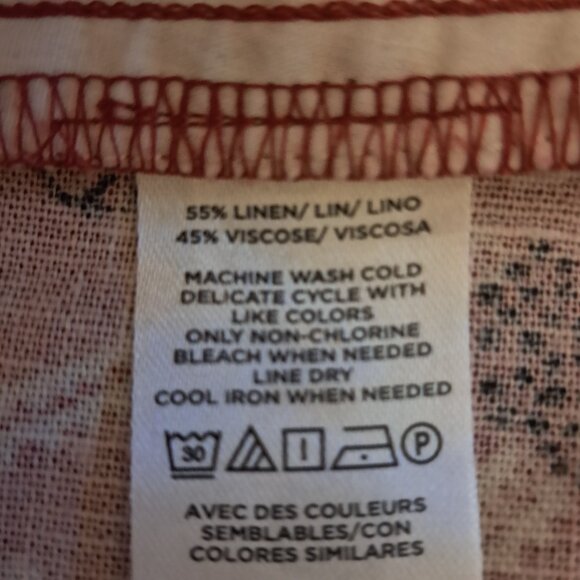 55% LINEN/ LIN/ LINO
45% VISCOSE/ VISCOSA
MACHINE WASH COLD
DELICATE CYCLE WITH
LIKE COLORS
ONLY NON-CHLORINE
BLEACH WHEN NEEDED
LINE DRY
COOL IRON WHEN NEEDED
30 P
AVEC DES COULEURS
SEMBLABLES/CON
COLORES SIMILARES